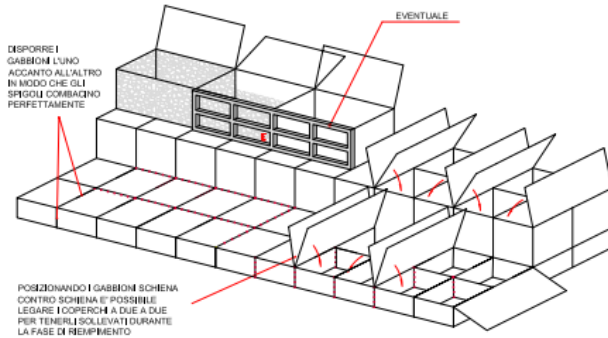 EVENTUALE
DISPORRE I
GABBIONI L'UNO
ACCANTO ALL'ALTRO
IN MODO CHE GLI
SPIGOLI COMBACINO
PERFETTAMENTE
E
POSIZIONANDO I GABBIONI SCHIENA
CONTRO SCHIENA E' POSSIBILE
LEGARE I COPERCHI A DUE A DUE
PER TENERLI SOLLEVATI DURANTE
LA FASE DI RIEMPIMENTO